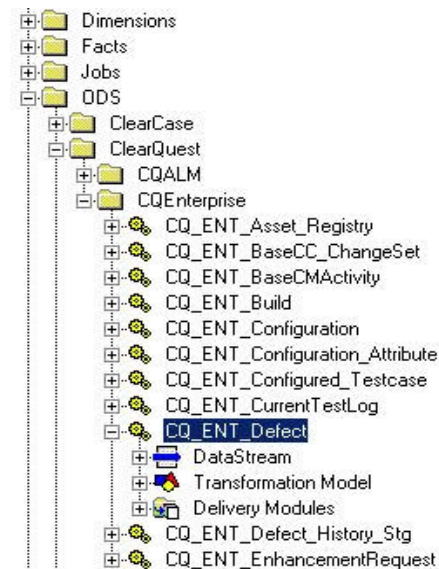 Dimensions
Facts
Jobs
ODS
ClearCase
ClearQuest
CQALM
CQEnterprise
CQ_ENT_Asset_Registry
CQ_ENT_BaseCC_ChangeSet
CQ_ENT_BaseCMActivity
CQ_ENT_Build
CQ_ENT_Configuration
CQ_ENT_Configuration_Attribute
CQ_ENT_Configured_Testcase
CQ_ENT_CurrentTestLog
CQ_ENT_Defect
DataStream
Transformation Model
Delivery Modules
CQ_ENT_Defect_History_Stg
CQ_ENT_EnhancementRequest